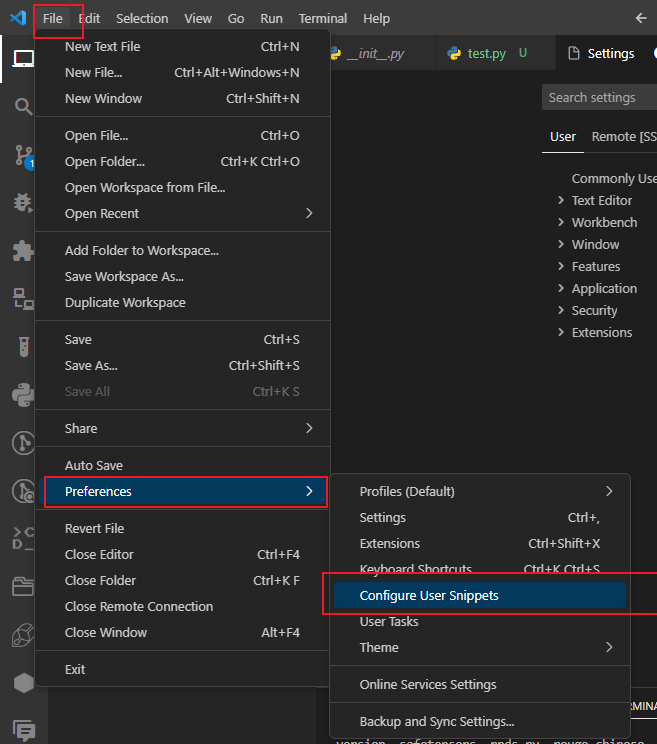 File Edit Selection View Go Run Terminal Help
New Text File Ctrl+N
New File... Ctrl+Alt+Windows+N
New Window Ctrl+Shift+N
Open File... Ctrl+O
Open Folder... Ctrl+K Ctrl+O
Open Workspace from File...
Open Recent
Add Folder to Workspace...
Save Workspace As...
Duplicate Workspace
Save Ctrl+S
Save As... Ctrl+Shift+S
Save All Ctrl+K S
Share
Auto Save
Preferences
Revert File
Close Editor Ctrl+F4
Close Folder Ctrl+K F
Close Remote Connection
Close Window Alt+F4
Exit
1
__init__.py test.py U Settings
Search settings
User Remote [SS
Commonly Use
Text Editor
Workbench
Window
Features
Application
Security
Extensions
Profiles (Default)
Settings Ctrl+,
Extensions Ctrl+Shift+X
Keyboard Shortcuts Ctrl+K Ctrl+S
Configure User Snippets
User Tasks
Theme
Online Services Settings
Backup and Sync Settings...
RMINA